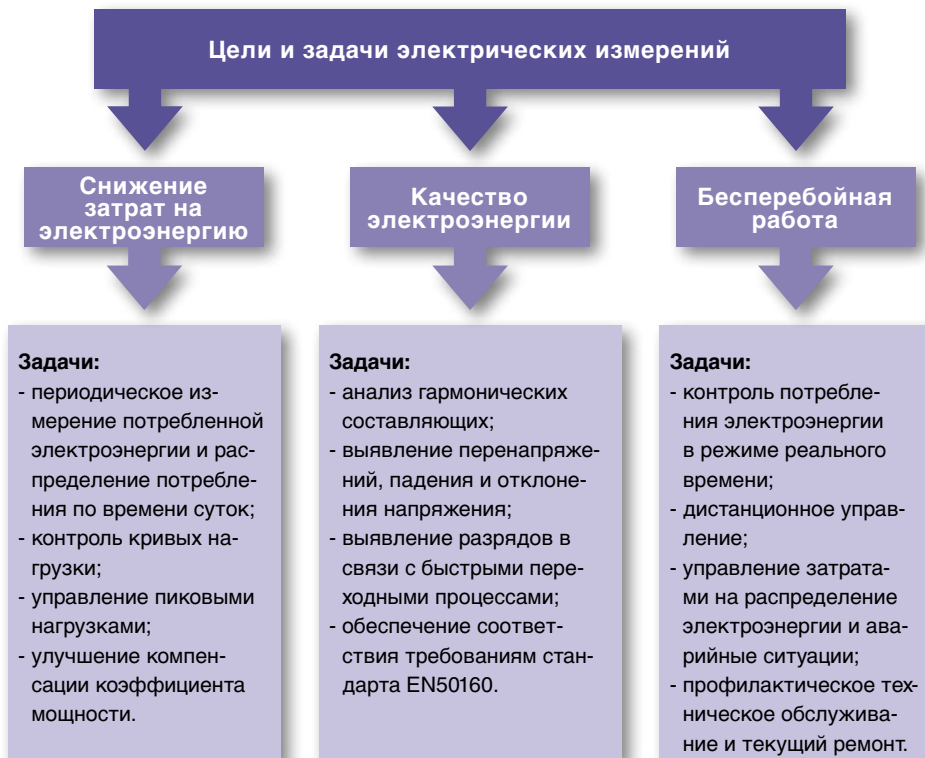 Цели и задачи электрических измерений
Снижение
затрат на
электроэнергию
Качество
электроэнергии
Бесперебойная
работа
Задачи:
- периодическое из-
мерение потребленной
электроэнергии и рас-
пределение потребле-
ния по времени суток;
- контроль кривых на-
грузки;
- управление пиковыми
нагрузками;
- улучшение компен-
сации коэффициента
мощности.
Задачи:
- анализ гармонических
составляющих;
- выявление перенапряже-
ний, падения и отклоне-
ния напряжения;
- выявление разрядов в
связи с быстрыми пере-
ходными процессами;
- обеспечение соответ-
ствия требованиям стан-
дарта EN50160.
Задачи:
- контроль потребле-
ния электроэнергии
в режиме реального
времени;
- дистанционное управ-
ление;
- управление затрата-
ми на распределение
электроэнергии и ава-
рийные ситуации;
- профилактическое тех-
ническое обслужива-
ние и текущий ремонт.